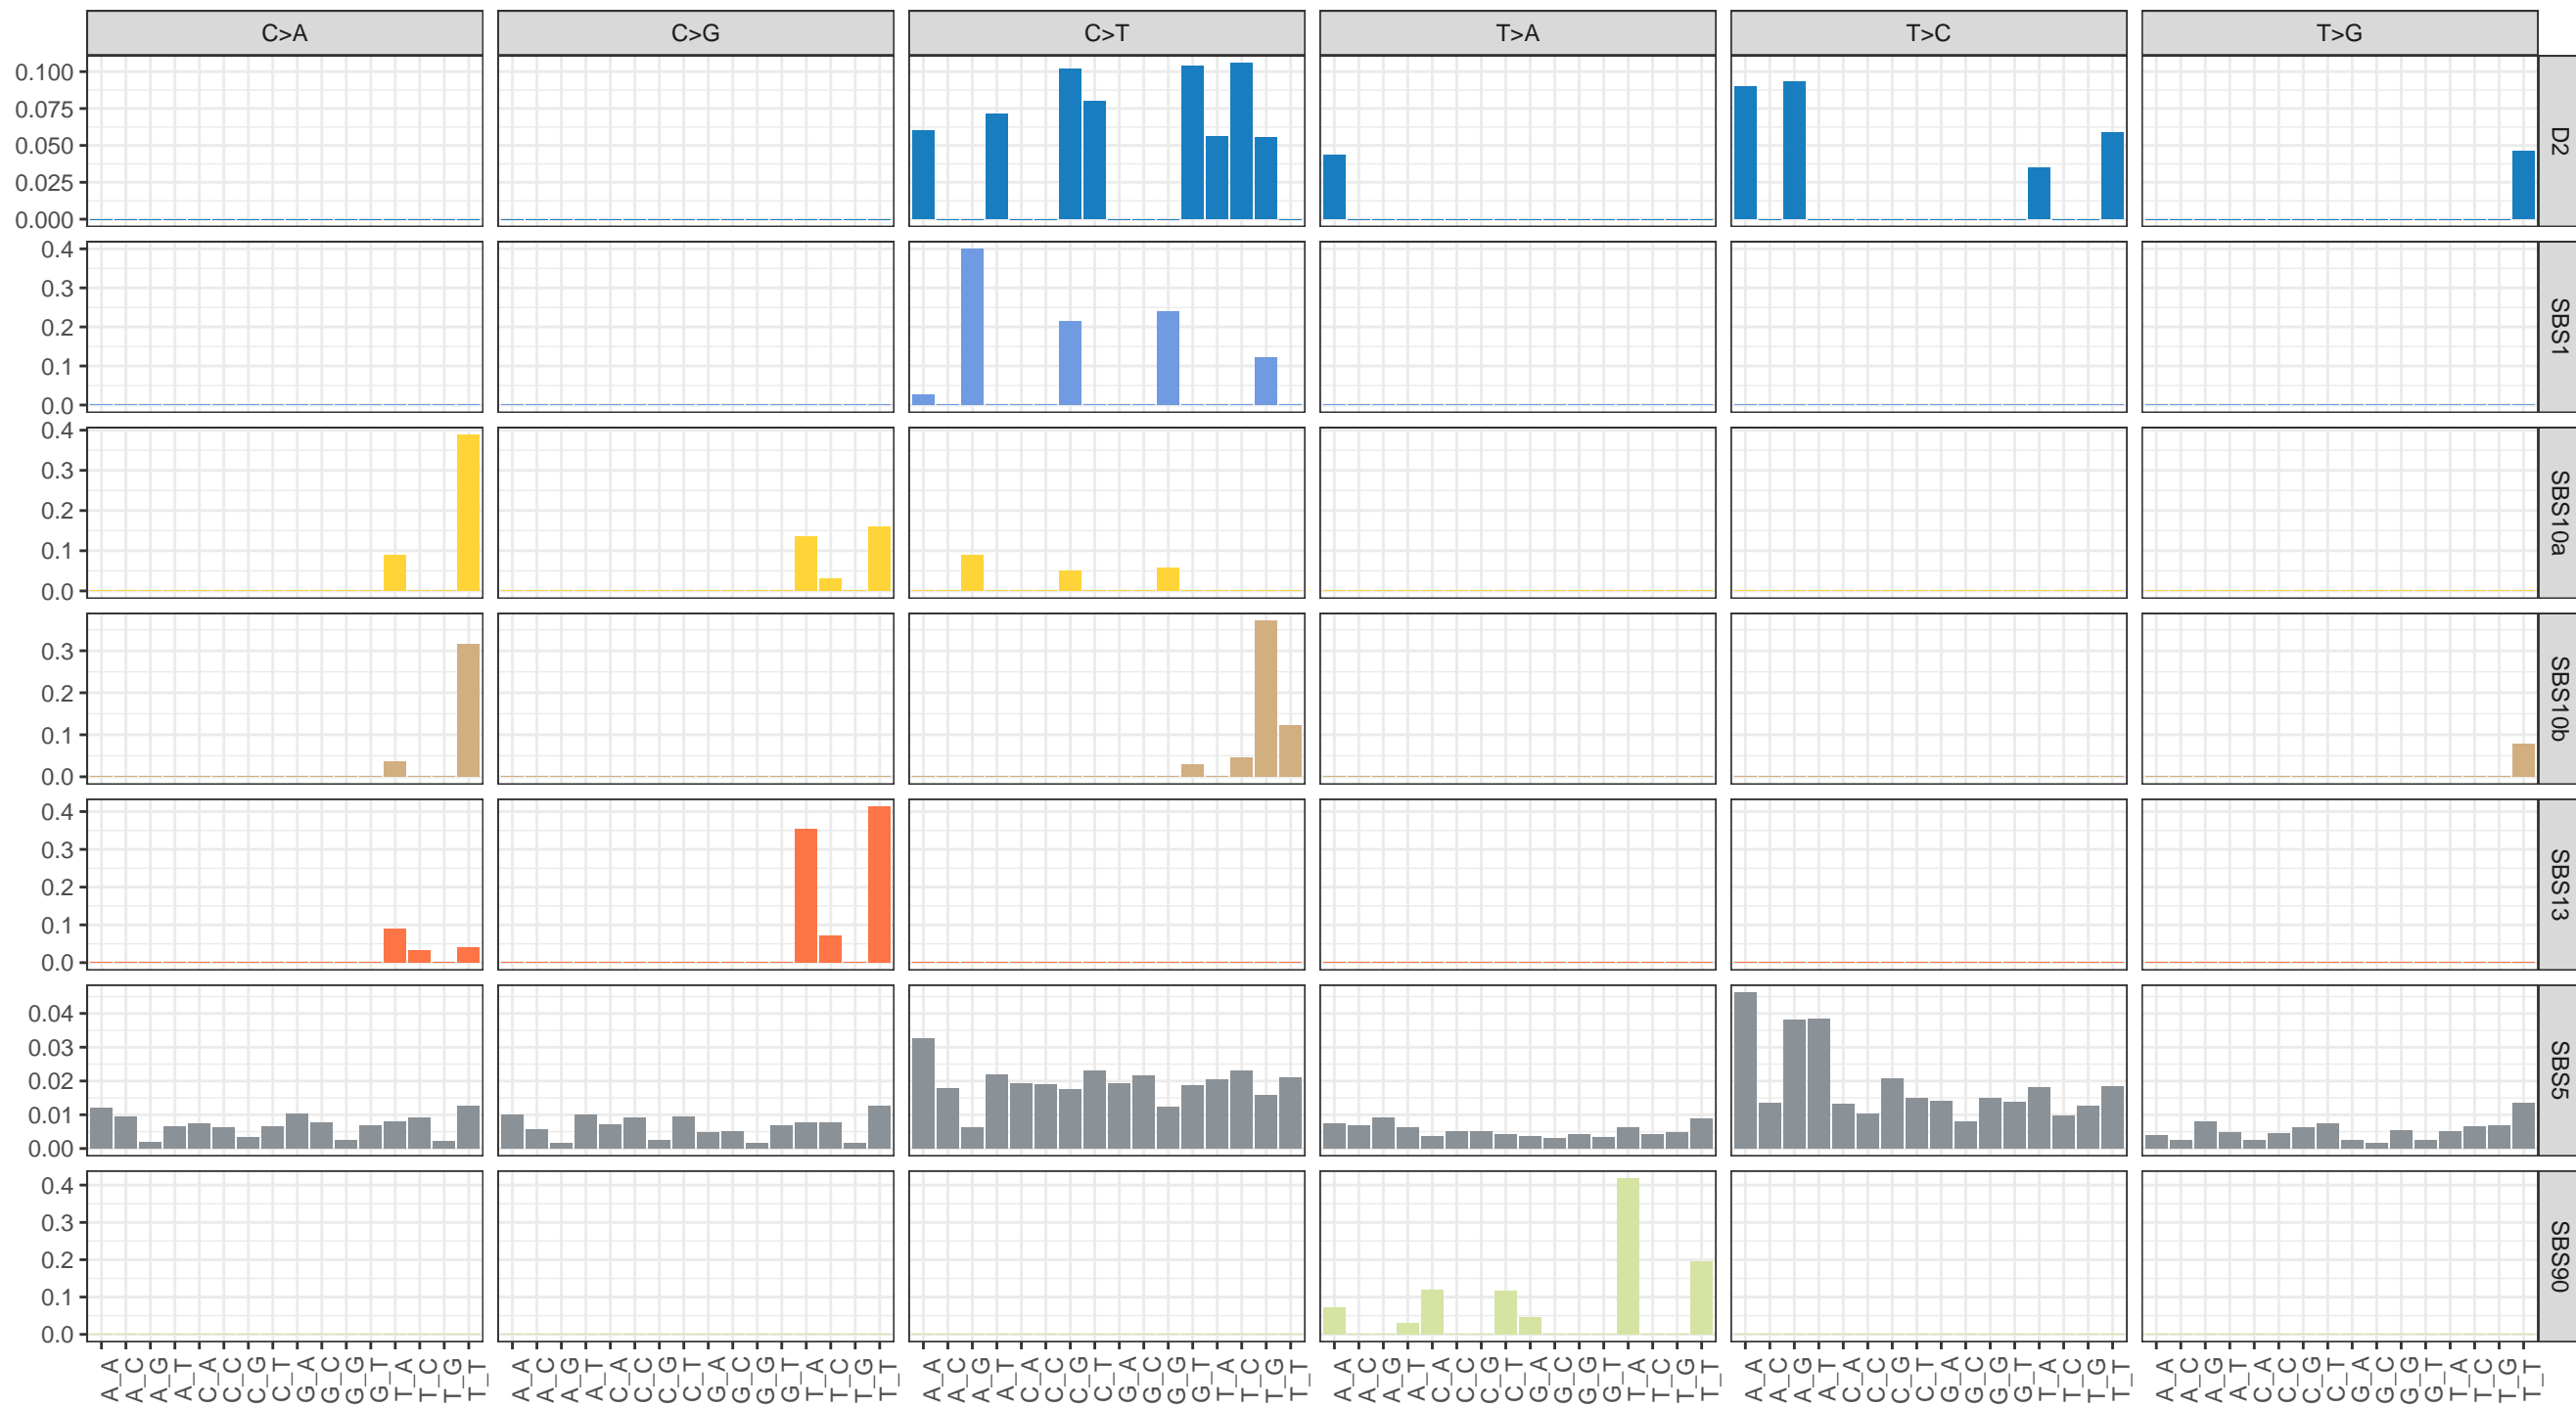 C>A C>G C>T T>A T>C T>G
0.100
0.075
0.050
0.025
0.000
D2
0.4
0.3
0.2
0.1
0.0
SBS1
0.4
0.3
0.2
0.1
0.0
SBS10a
0.3
0.2
0.1
0.0
SBS10b
0.4
0.3
0.2
0.1
0.0
SBS13
0.04
0.03
0.02
0.01
0.00
SBS5
0.4
0.3
0.2
0.1
0.0
SBS90
A_A A_C A_G A_T C_A C_C C_G C_T G_A G_C G_G G_T T_A T_C T_G T_T
A_A A_C A_G A_T C_A C_C C_G C_T G_A G_C G_G G_T T_A T_C T_G T_T
A_A A_C A_G A_T C_A C_C C_G C_T G_A G_C G_G G_T T_A T_C T_G T_T
A_A A_C A_G A_T C_A C_C C_G C_T G_A G_C G_G G_T T_A T_C T_G T_T
A_A A_C A_G A_T C_A C_C C_G C_T G_A G_C G_G G_T T_A T_C T_G T_T
A_A A_C A_G A_T C_A C_C C_G C_T G_A G_C G_G G_T T_A T_C T_G T_T